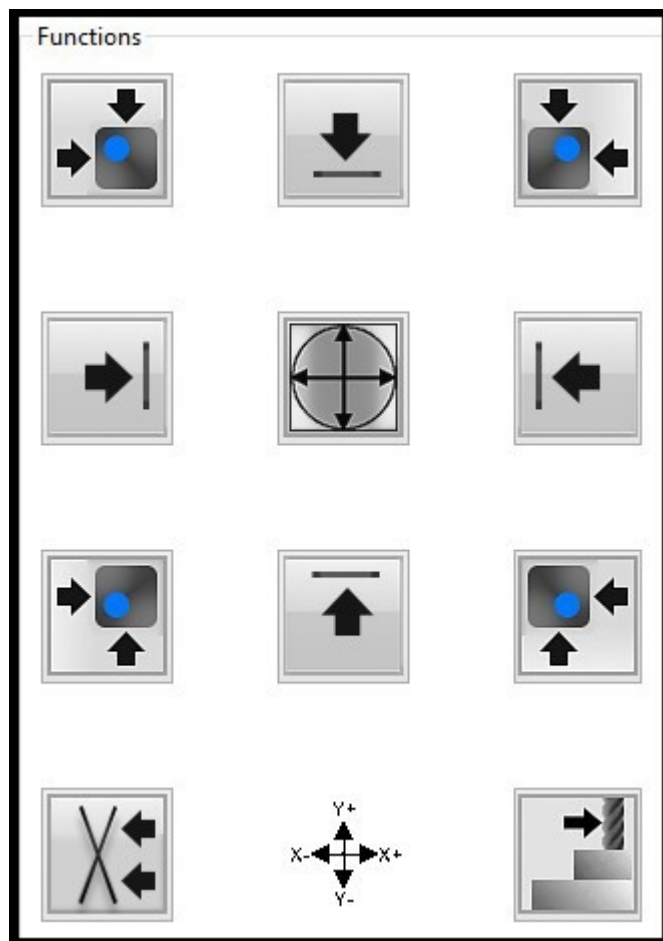 Functions
Y+
X- X+
Y-